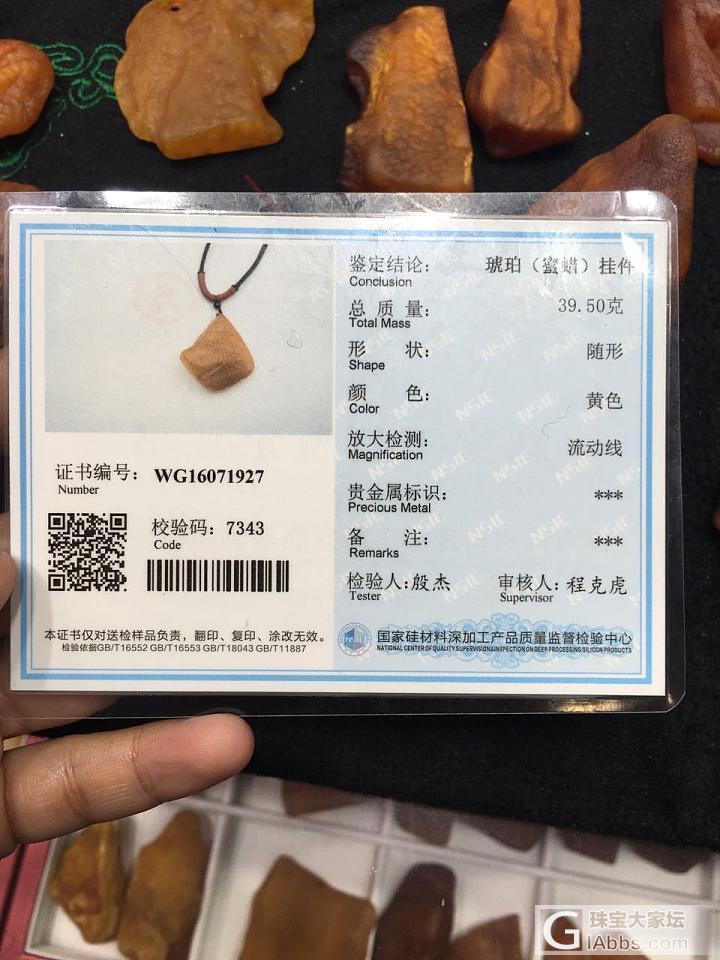 鉴定结论: 琥珀（蜜蜡）挂件
Conclusion
总质量: 39.50克
Total Mass
形状: 随形
Shape
颜色: 黄色
Color
放大检测: 流动线
Magnification
贵金属标识: ***
Precious Metal
备注: ***
Remarks
检验人:殷杰 审核人:程克虎
Tester Supervisor
国家硅材料深加工产品质量监督检验中心
NATIONAL CENTER OF QUALITY SUPERVISION&INSPECTION ON DEEP PROCESSING SILICON PRODUCTS
证书编号: WG16071927
Number
校验码: 7343
Code
本证书仅对送检样品负责，翻印、复印、涂改无效。
检验依据GB/T16552 GB/T16553 GB/T18043 GB/T11887
NSIE
珠宝大家坛
GIAbbs.com